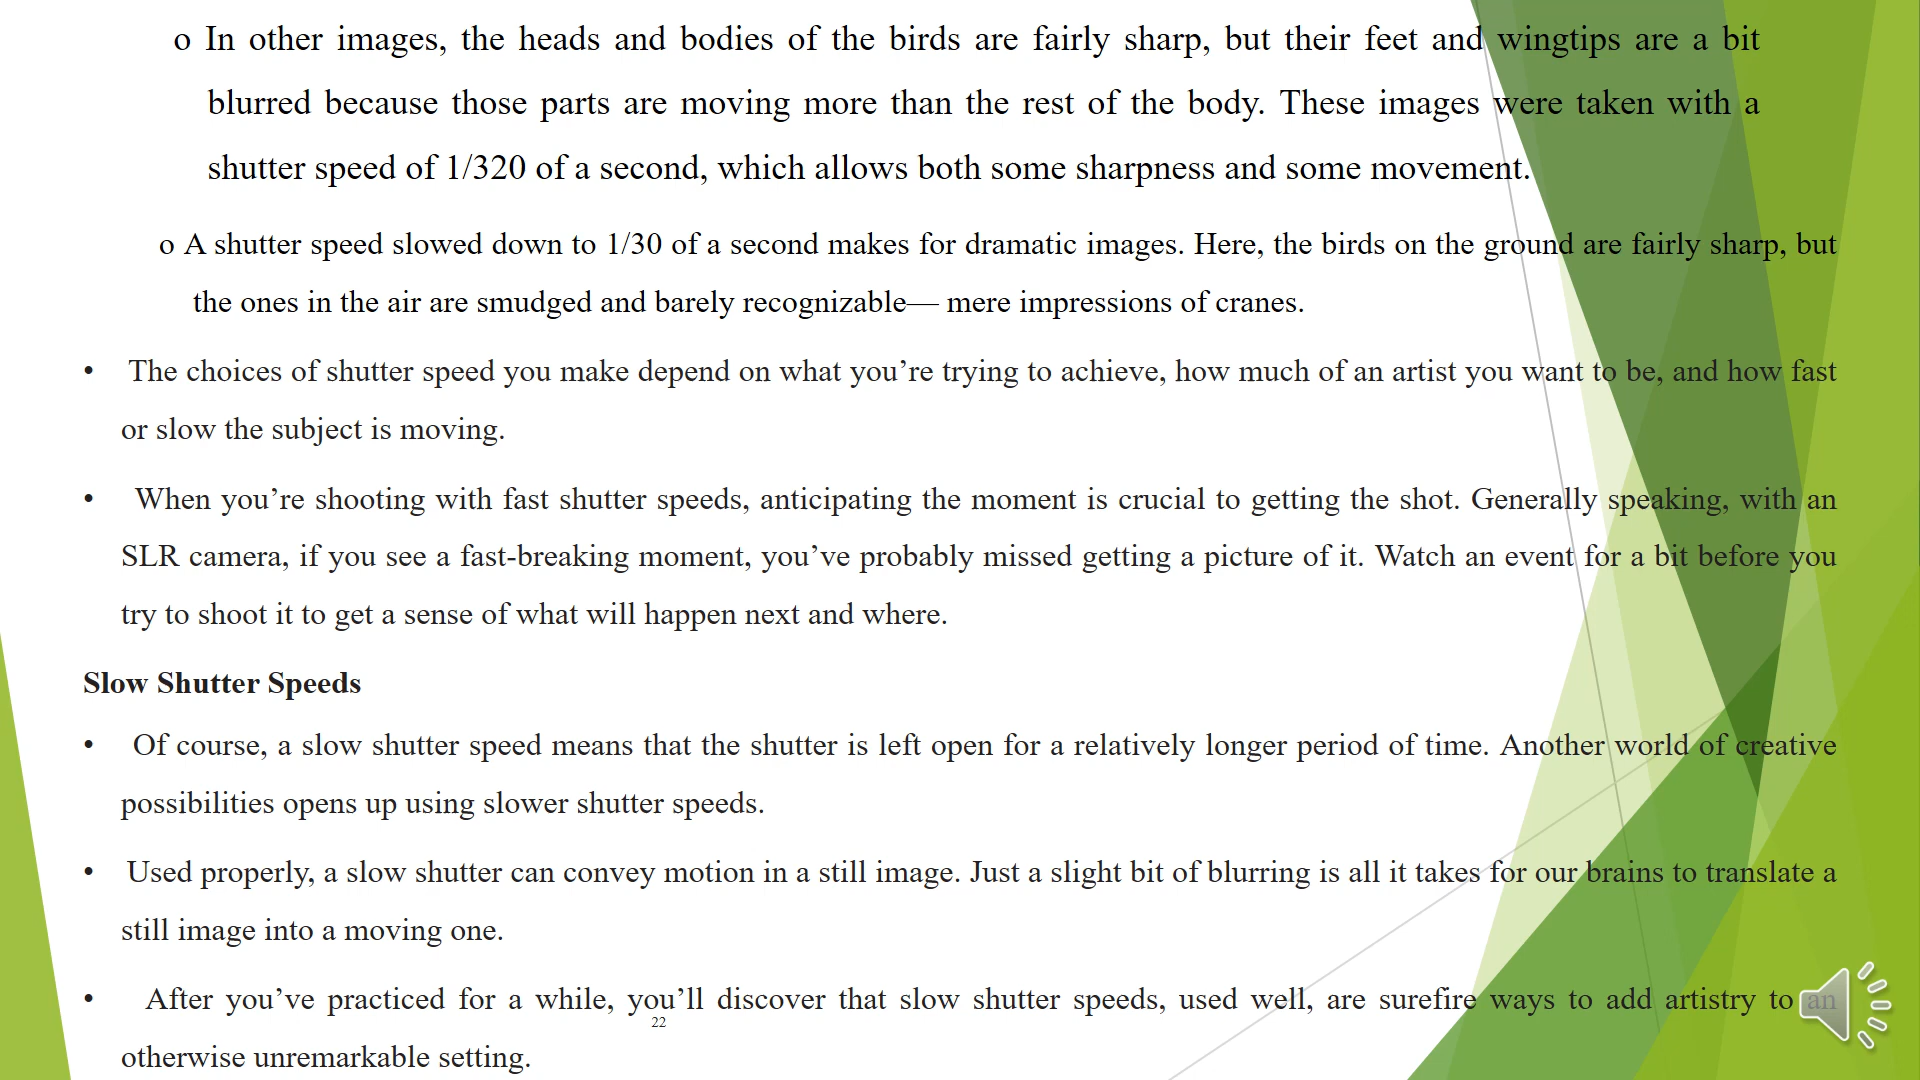 o In other images, the heads and bodies of the birds are fairly sharp, but their feet and wingtips are a bit
blurred because those parts are moving more than the rest of the body. These images were taken with a
shutter speed of 1/320 of a second, which allows both some sharpness and some movement.
o A shutter speed slowed down to 1/30 of a second makes for dramatic images. Here, the birds on the ground are fairly sharp, but
the ones in the air are smudged and barely recognizable— mere impressions of cranes.
• The choices of shutter speed you make depend on what you’re trying to achieve, how much of an artist you want to be, and how fast
or slow the subject is moving.
• When you’re shooting with fast shutter speeds, anticipating the moment is crucial to getting the shot. Generally speaking, with an
SLR camera, if you see a fast-breaking moment, you’ve probably missed getting a picture of it. Watch an event for a bit before you
try to shoot it to get a sense of what will happen next and where.
Slow Shutter Speeds
• Of course, a slow shutter speed means that the shutter is left open for a relatively longer period of time. Another world of creative
possibilities opens up using slower shutter speeds.
• Used properly, a slow shutter can convey motion in a still image. Just a slight bit of blurring is all it takes for our brains to translate a
still image into a moving one.
• After you’ve practiced for a while, you’ll discover that slow shutter speeds, used well, are surefire ways to add artistry to an
22
otherwise unremarkable setting.